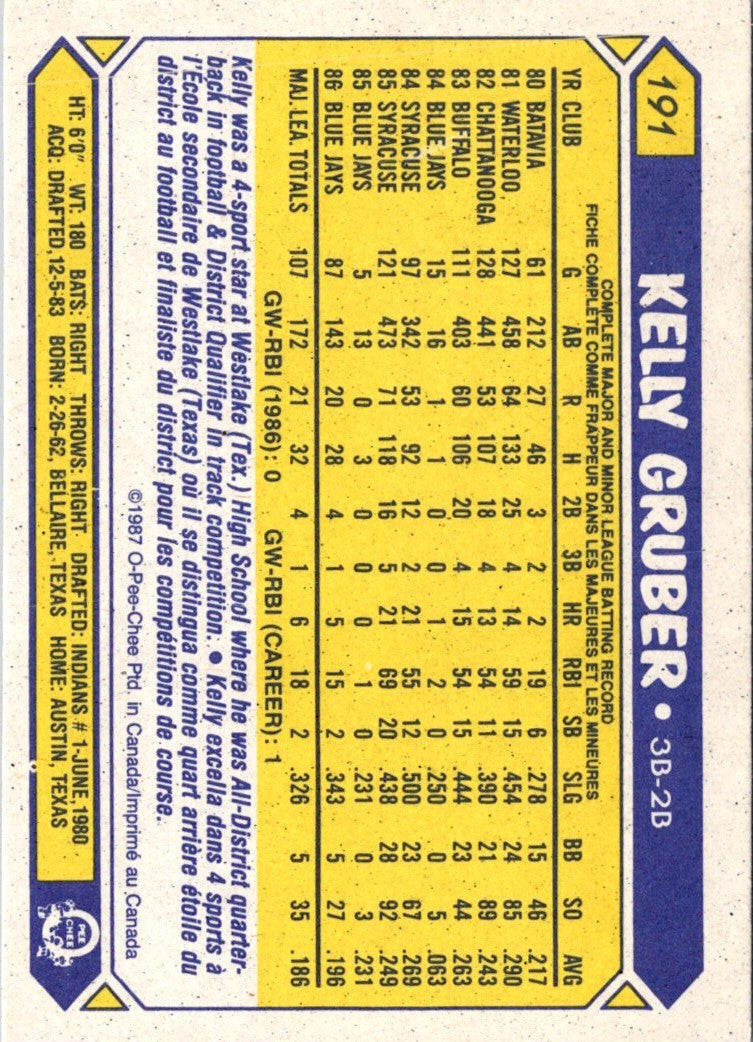 191
KELLY GRUBER • 3B-2B
COMPLETE MAJOR AND MINOR LEAGUE BATTING RECORD
FICHE COMPLÈTE COMME FRAPPEUR DANS LES MAJEURES ET LES MINEURES
YR CLUB G AB R H 2B 3B HR RBI SB SLG BB SO AVG
80 BATAVIA 61 212 27 46 3 2 2 19 6 .278 15 46 .217
81 WATERLOO, 127 458 64 133 25 4 14 59 15 .454 24 85 .290
82 CHATTANOOGA 128 441 53 107 18 4 13 54 11 .390 21 89 .243
83 BUFFALO 111 403 60 106 20 4 15 54 15 .444 23 44 .263
84 BLUE JAYS 15 16 1 1 0 0 1 2 0 .250 0 5 .063
84 SYRACUSE 97 342 53 92 12 2 21 55 12 .500 23 67 .269
85 SYRACUSE 121 473 71 118 16 5 21 69 20 .438 28 92 .249
85 BLUE JAYS 5 13 0 3 0 0 0 1 0 .231 0 3 .231
86 BLUE JAYS 87 143 20 28 4 1 5 15 2 .343 5 27 .196
MAJ. LEA. TOTALS 107 172 21 32 4 1 6 18 2 .326 5 35 .186
GW-RBI (1986): 0 GW-RBI (CAREER): 1
Kelly was a 4-sport star at Westlake (Tex.) High School where he was All-District quarter-
back in football & District Qualifier in track competition. • Kelly excella dans 4 sports à
l'École secondaire de Westlake (Texas) où il se distingua comme quart arrière étoile du
district au football et finaliste du district pour les compétitions de course.
©1987 O-Pee-Chee Ptd. in Canada/Imprimé au Canada
HT: 6'0" WT: 180 BATS: RIGHT THROWS: RIGHT DRAFTED: INDIANS # 1-JUNE, 1980
ACQ: DRAFTED, 12-5-83 BORN: 2-26-62, BELLAIRE, TEXAS HOME: AUSTIN, TEXAS
O
PEE
CHEE